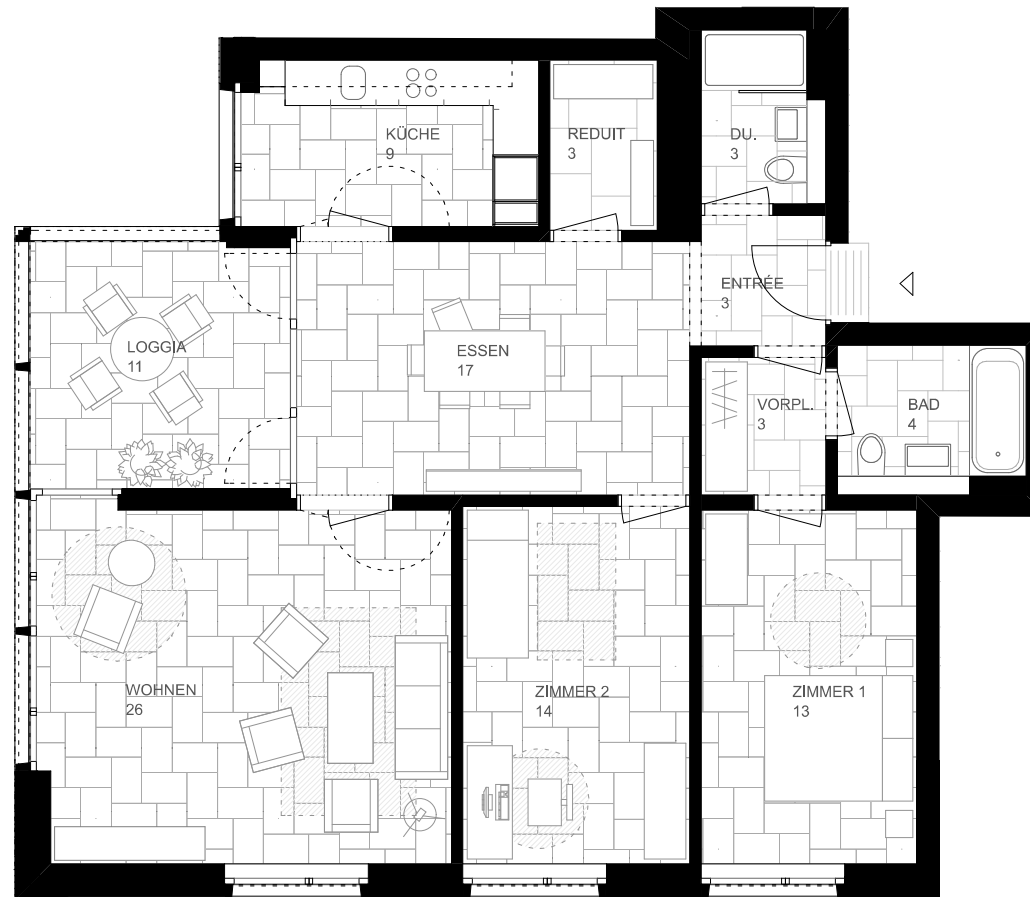 KÜCHE
9
REDUIT
3
DU.
3
ENTRÉE
3
LOGGIA
11
ESSEN
17
VORPL.
3
BAD
4
WOHNEN
26
ZIMMER 2
14
ZIMMER 1
13